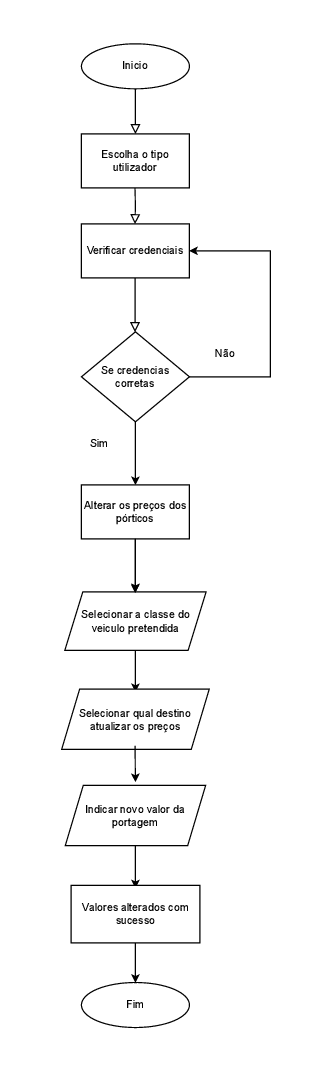 Inicio
Escolha o tipo
utilizador
Verificar credenciais
Se credencias
corretas
Não
Sim
Alterar os preços dos
pórticos
Selecionar a classe do
veiculo pretendida
Selecionar qual destino
atualizar os preços
Indicar novo valor da
portagem
Valores alterados com
sucesso
Fim